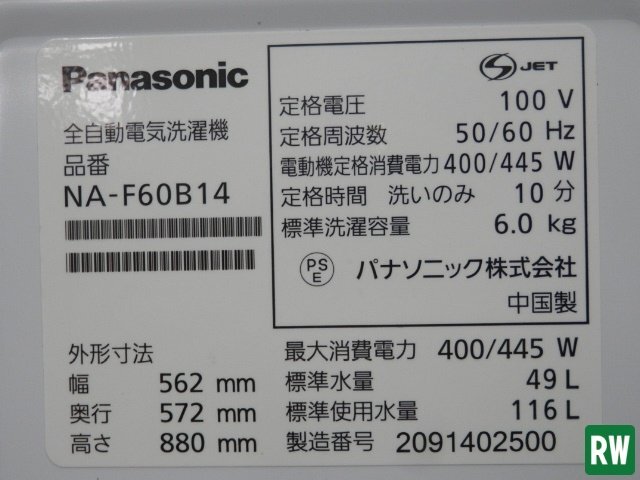 Panasonic
全自動電気洗濯機
品番
NA-F60B14
外形寸法
幅 562 mm
奥行 572 mm
高さ 880 mm
S JET
定格電圧 100 V
定格周波数 50/60 Hz
電動機定格消費電力 400/445 W
定格時間 洗いのみ 10 分
標準洗濯容量 6.0 kg
PS E パナソニック株式会社
中国製
最大消費電力 400/445 W
標準水量 49 L
標準使用水量 116 L
製造番号 2091402500
RW